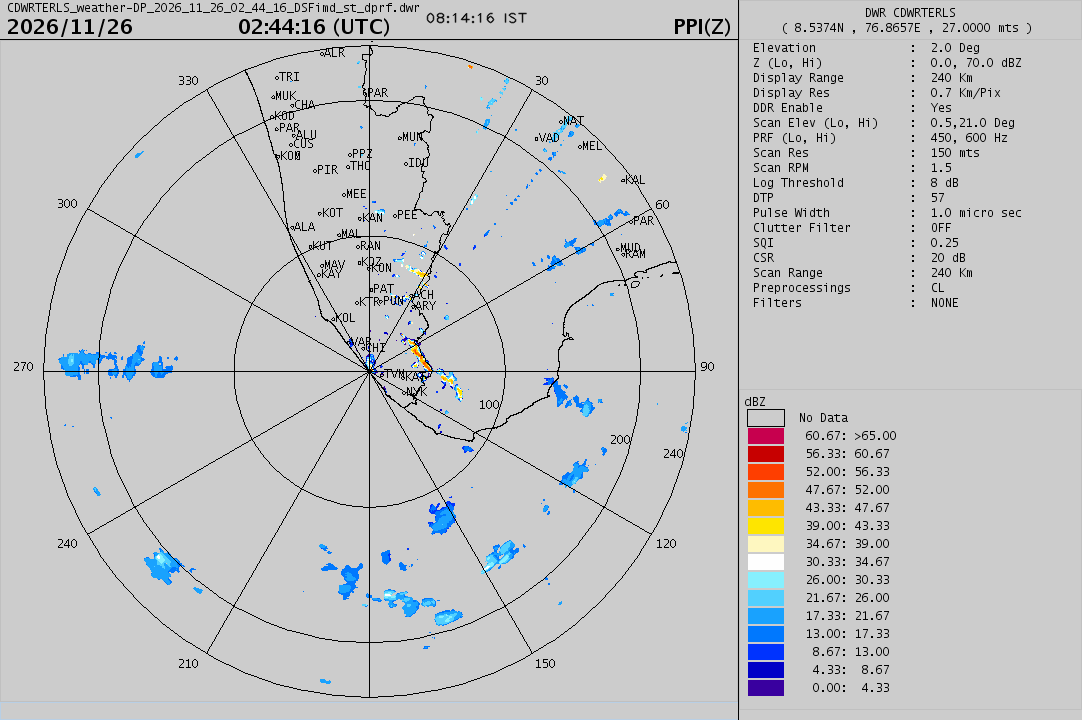 CDWRTERLS_weather-DP_2026_11_26_02_44_16_DSFimd_st_dprf.dwr
08:14:16 IST
2026/11/26 02:44:16 (UTC) PPI(Z)
DWR CDWRTERLS
( 8.5374N , 76.8657E , 27.0000 mts )
Elevation : 2.0 Deg
Z (Lo, Hi) : 0.0, 70.0 dBZ
Display Range : 240 Km
Display Res : 0.7 Km/Pix
DDR Enable : Yes
Scan Elev (Lo, Hi) : 0.5,21.0 Deg
PRF (Lo, Hi) : 450, 600 Hz
Scan Res : 150 mts
Scan RPM : 1.5
Log Threshold : 8 dB
DTP : 57
Pulse Width : 1.0 micro sec
Clutter Filter : OFF
SQI : 0.25
CSR : 20 dB
Scan Range : 240 Km
Preprocessings : CL
Filters : NONE
dBZ
No Data
60.67: >65.00
56.33: 60.67
52.00: 56.33
47.67: 52.00
43.33: 47.67
39.00: 43.33
34.67: 39.00
30.33: 34.67
26.00: 30.33
21.67: 26.00
17.33: 21.67
13.00: 17.33
8.67: 13.00
4.33: 8.67
0.00: 4.33
ALR
TRI
330
30
PAR
MUK
CHA
KOD
NAT
PAR
ALU
MUN
VAD
CUS
MEL
PPZ
IDU
THO
PIR
KAL
MEE
300
60
KOT
KAN
PEE
PAR
ALA
MAL
KUT
RAN
MUD
RAM
KOZ
MAV
KON
KAY
PAT
ACH
KTR
PUN
ARY
KOL
VAR
CHI
270
90
TVM
KAT
NYK
100
200
240
240
120
210
150